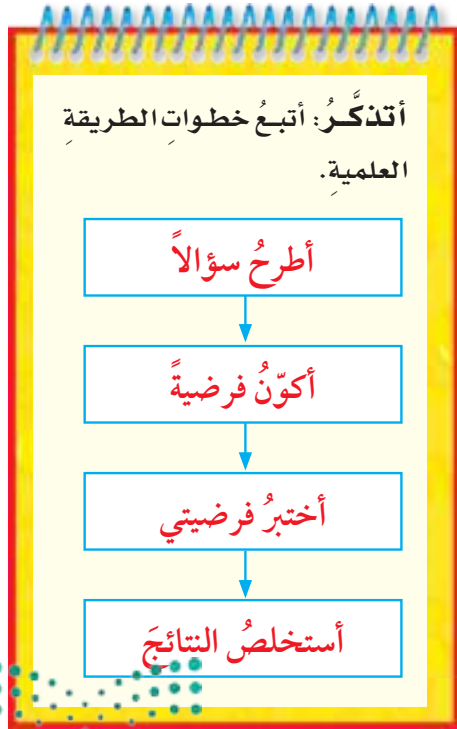 أتذكَّرُ: أتبعُ خطواتِ الطريقةِ
العلميةِ.
أطرحُ سؤالاً
أكوّنُ فرضيةً
أختبرُ فرضيتي
أستخلصُ النتائجَ